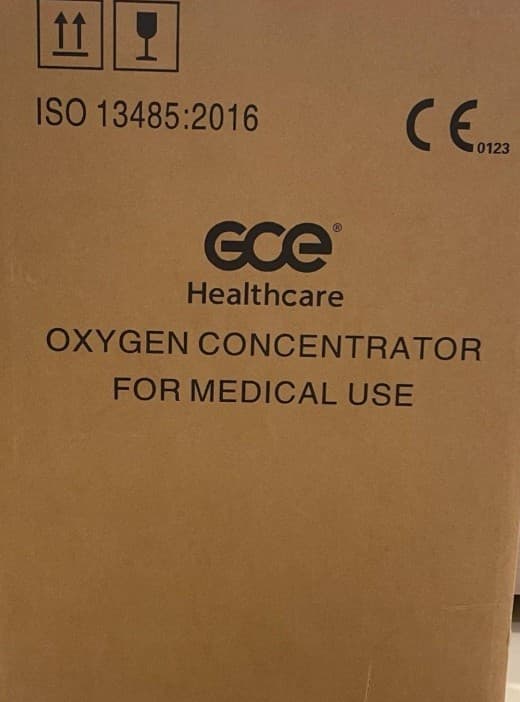 ISO 13485:2016
CE 0123
GCE®
Healthcare
OXYGEN CONCENTRATOR
FOR MEDICAL USE